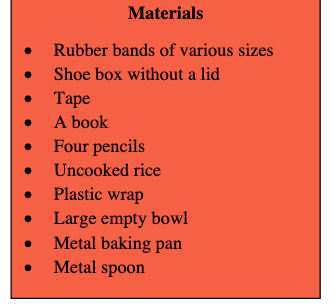 Materials
• Rubber bands of various sizes
• Shoe box without a lid
• Tape
• A book
• Four pencils
• Uncooked rice
• Plastic wrap
• Large empty bowl
• Metal baking pan
• Metal spoon